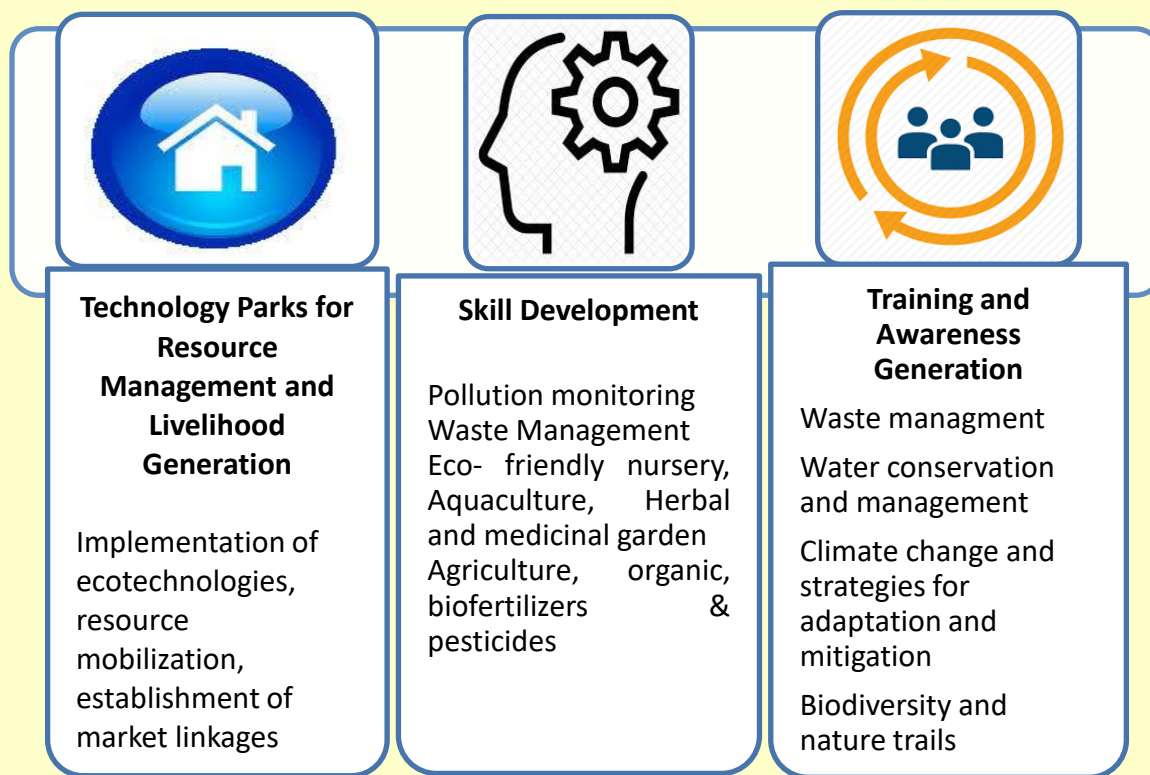 Technology Parks for
Resource
Management and
Livelihood
Generation
Implementation of
ecotechnologies,
resource
mobilization,
establishment of
market linkages
Skill Development
Pollution monitoring
Waste Management
Eco- friendly nursery,
Aquaculture, Herbal
and medicinal garden
Agriculture, organic,
biofertilizers &
pesticides
Training and
Awareness
Generation
Waste managment
Water conservation
and management
Climate change and
strategies for
adaptation and
mitigation
Biodiversity and
nature trails